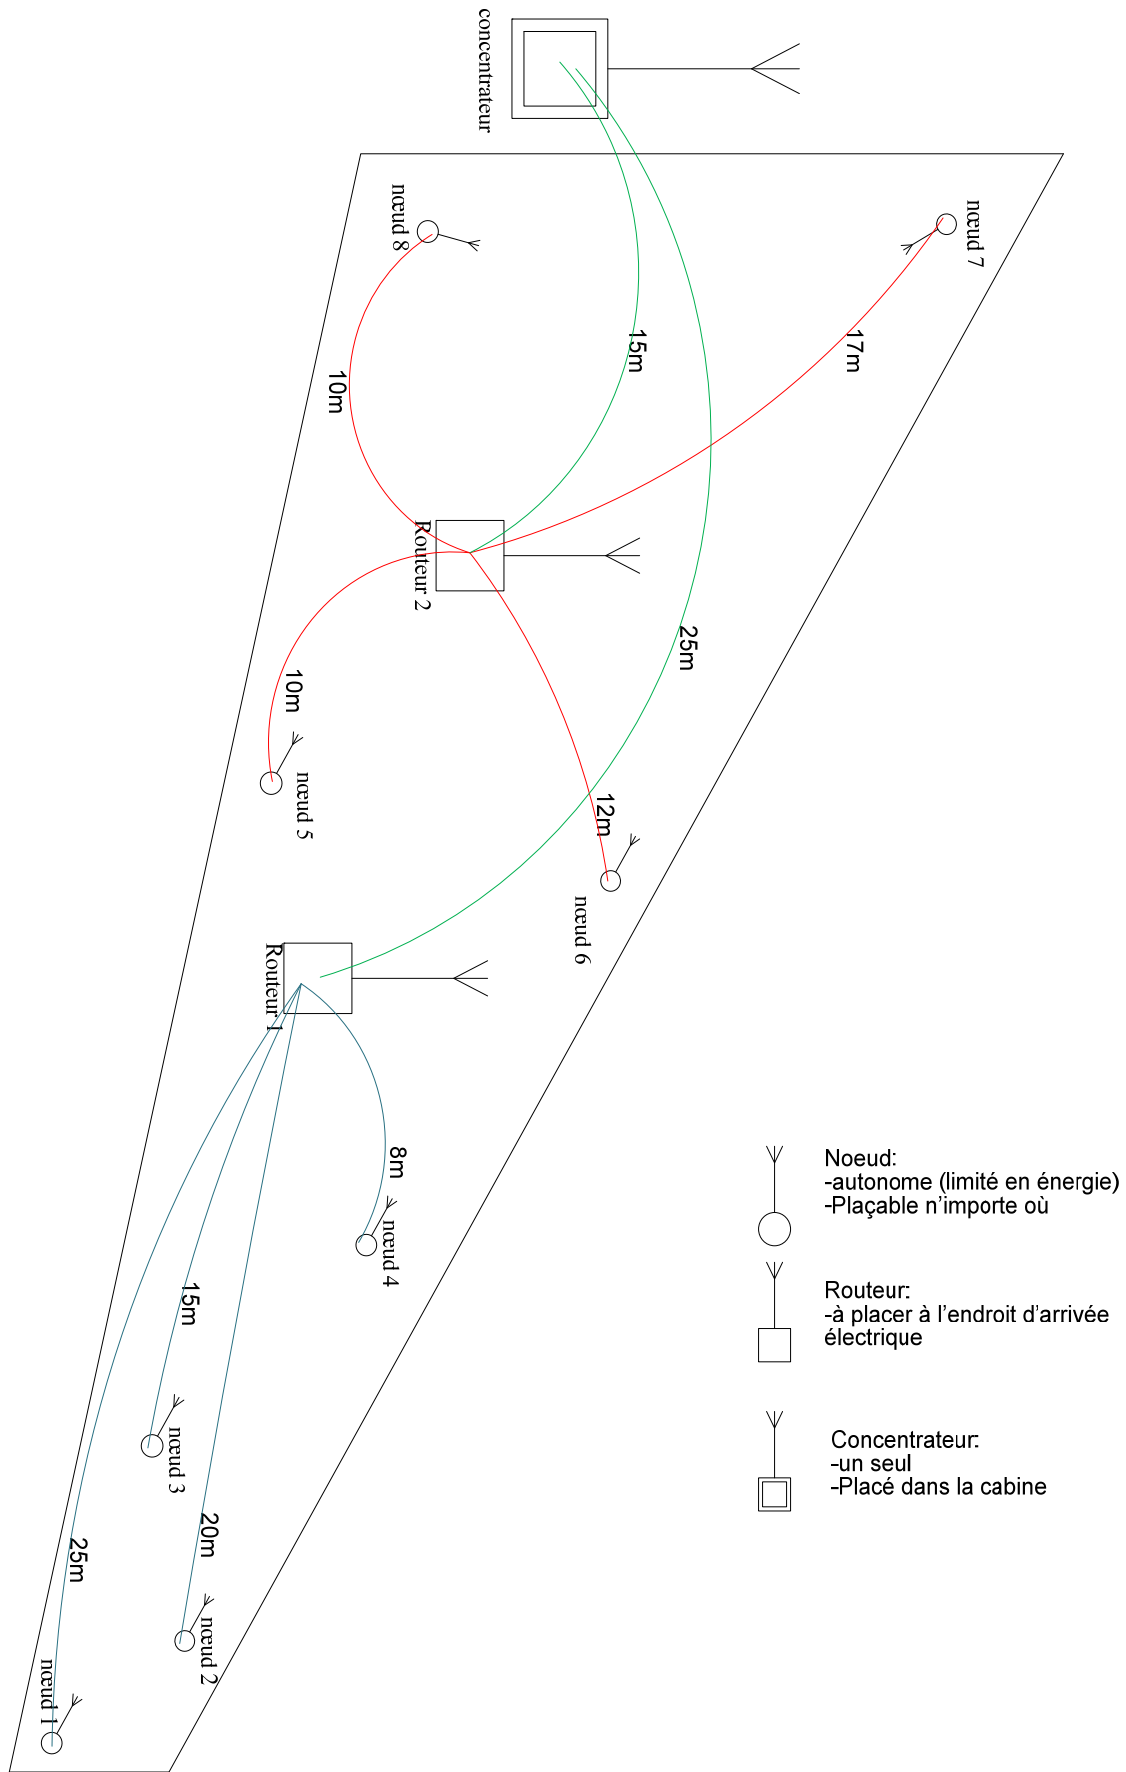 concentrateur
nœud 8
nœud 7
15m
17m
10m
Routeur 2
25m
10m
nœud 5
12m
nœud 6
Routeur 1
8m
nœud 4
15m
nœud 3
20m
25m
nœud 2
nœud 1
Noeud:
-autonome (limité en énergie)
-Plaçable n'importe où
Routeur:
-à placer à l'endroit d'arrivée
électrique
Concentrateur:
-un seul
-Placé dans la cabine